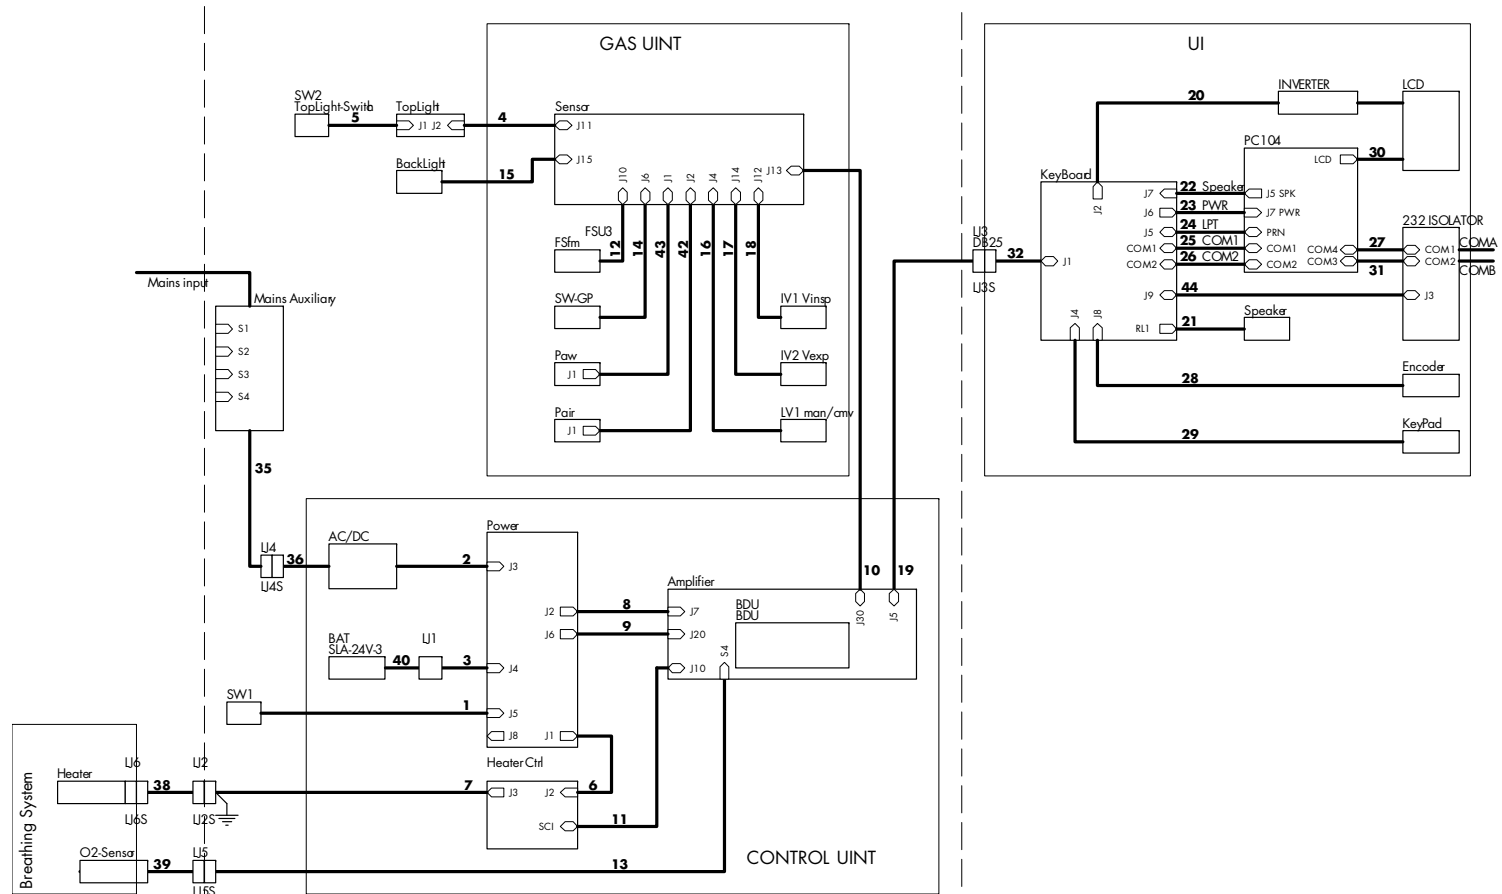 GAS UINT
UI
SW2
TopLight-Swith
5
TopLight
J1 J2
4
Sensor
J11
J15
BackLight
15
J10
J6
J1
J2
J4
J14
J12
J13
12
14
43
42
16
17
18
FSU3
FSfm
SW-GP
Paw
J1
Pair
J1
IV1 Vinsp
IV2 Vexp
LV1 man/cmv
20
INVERTER
LCD
PC104
LCD
30
KeyBoard
J2
J7
22 Speaker
J5 SPK
J6
23 PWR
J7 PWR
J5
24 LPT
PRN
COM1
25 COM1
COM1
COM2
26 COM2
COM2
COM4
27
COM3
31
232 ISOLATOR
COM1
COMA
COM2
COMB
J9
44
J3
J4
J8
RL1
21
Speaker
28
Encoder
29
KeyPad
LJ3
DB25
32
J1
LJ3S
Mains input
Mains Auxiliary
S1
S2
S3
S4
35
LJ4
36
LJ4S
AC/DC
2
Power
J3
J2
8
J7
J6
9
J20
Amplifier
BDU
BDU
J30
J5
10
19
S4
J10
BAT
SLA-24V-3
40
LJ1
3
J4
SW1
1
J5
J8
J1
Heater Ctrl
J3
J2
6
SCI
11
7
Breathing System
Heater
LJ6
38
LJ6S
LJ2
LJ2S
O2-Sensor
39
LJ5
LJ5S
13
CONTROL UINT